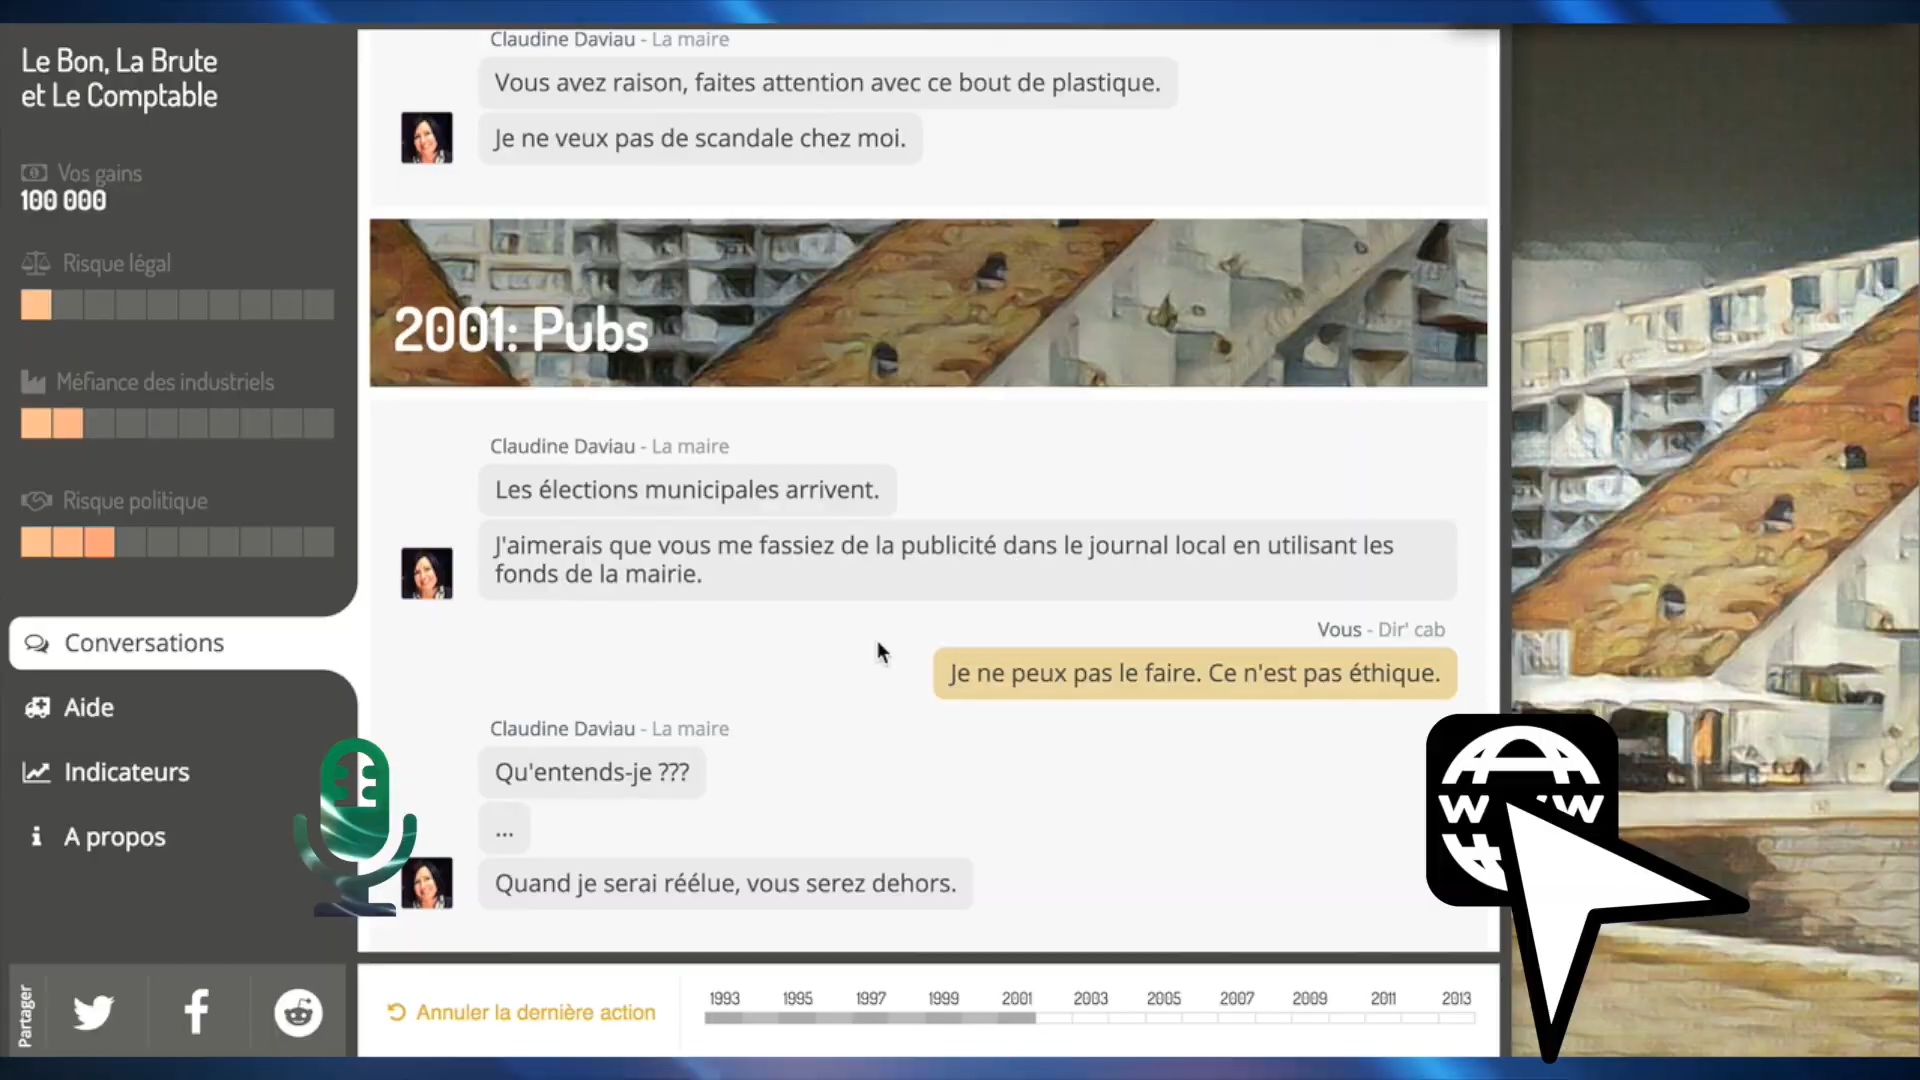 Le Bon, La Brute
et Le Comptable
Vos gains
100 000
Risque légal
Méfiance des industriels
Risque politique
Conversations
Aide
Indicateurs
A propos
Partager
Claudine Daviau - La maire
Vous avez raison, faites attention avec ce bout de plastique.
Je ne veux pas de scandale chez moi.
2001: Pubs
Claudine Daviau - La maire
Les élections municipales arrivent.
J'aimerais que vous me fassiez de la publicité dans le journal local en utilisant les
fonds de la mairie.
Vous - Dir' cab
Je ne peux pas le faire. Ce n'est pas éthique.
Claudine Daviau - La maire
Qu'entends-je ???
...
Quand je serai réélue, vous serez dehors.
Annuler la dernière action
1993 1995 1997 1999 2001 2003 2005 2007 2009 2011 2013